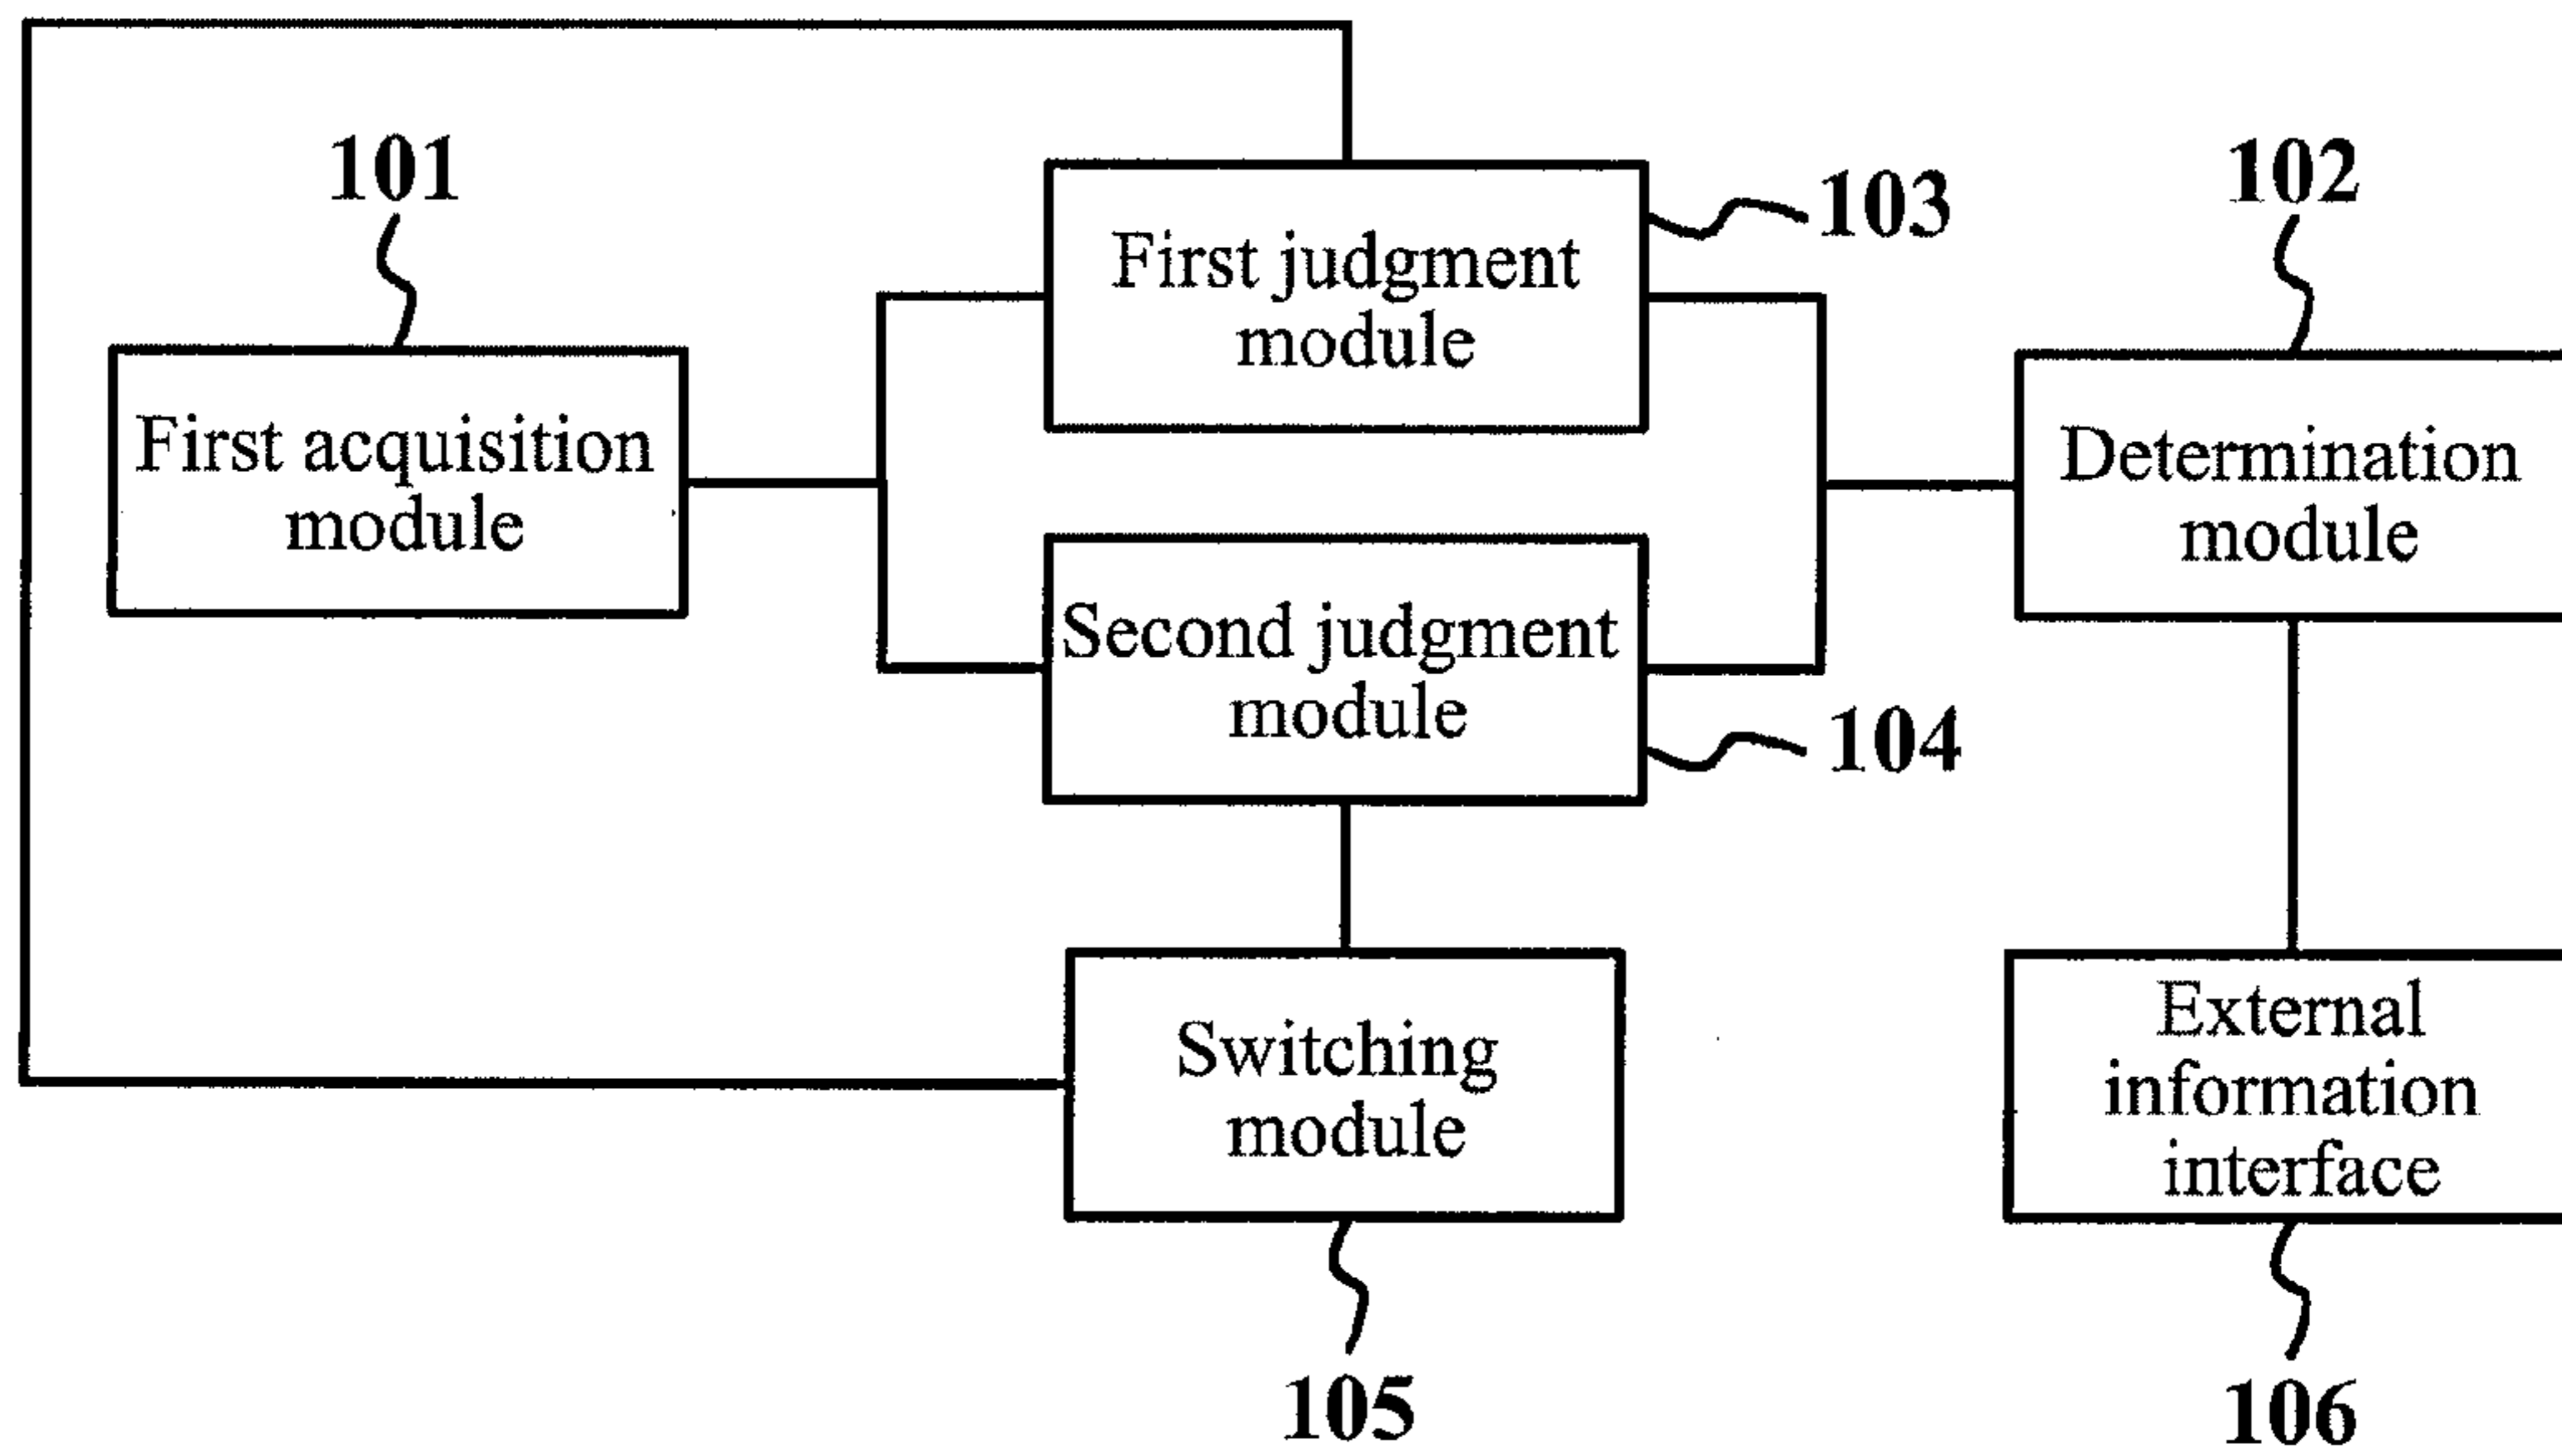 101
First acquisition
module
First judgment
module
103
Second judgment
module
104
102
Determination
module
Switching
module
105
External
information
interface
106